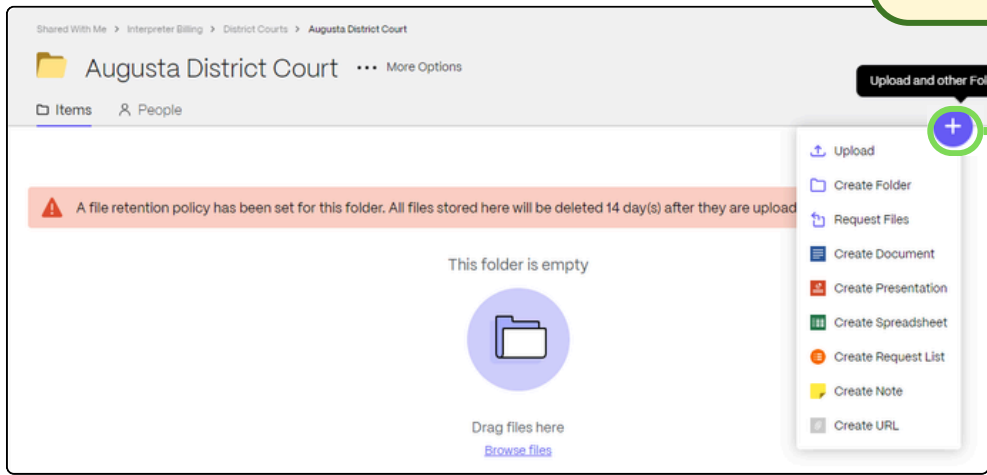 Shared With Me > Interpreter Billing > District Courts > Augusta District Court
Augusta District Court ••• More Options
Upload and other Fol
Items People
+
Upload
Create Folder
A file retention policy has been set for this folder. All files stored here will be deleted 14 day(s) after they are upload
Request Files
Create Document
This folder is empty
Create Presentation
Create Spreadsheet
Create Request List
Create Note
Drag files here
Create URL
Browse files